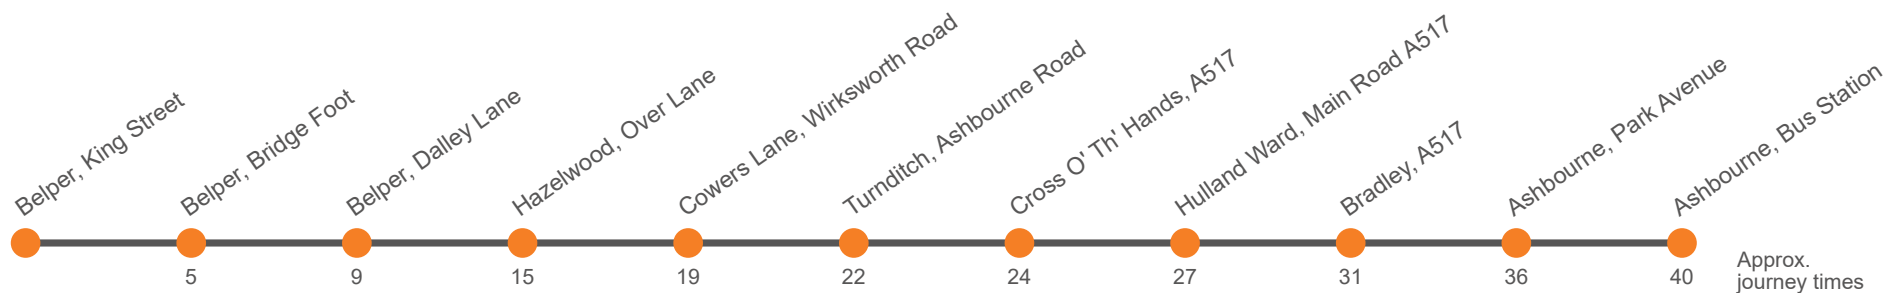 Belper, King Street
Belper, Bridge Foot
Belper, Dalley Lane
Hazelwood, Over Lane
Cowers Lane, Wirksworth Road
Turnditch, Ashbourne Road
Cross O' Th' Hands, A517
Hulland Ward, Main Road A517
Bradley, A517
Ashbourne, Park Avenue
Ashbourne, Bus Station
5 9 15 19 22 24 27 31 36 40
Approx.
journey times